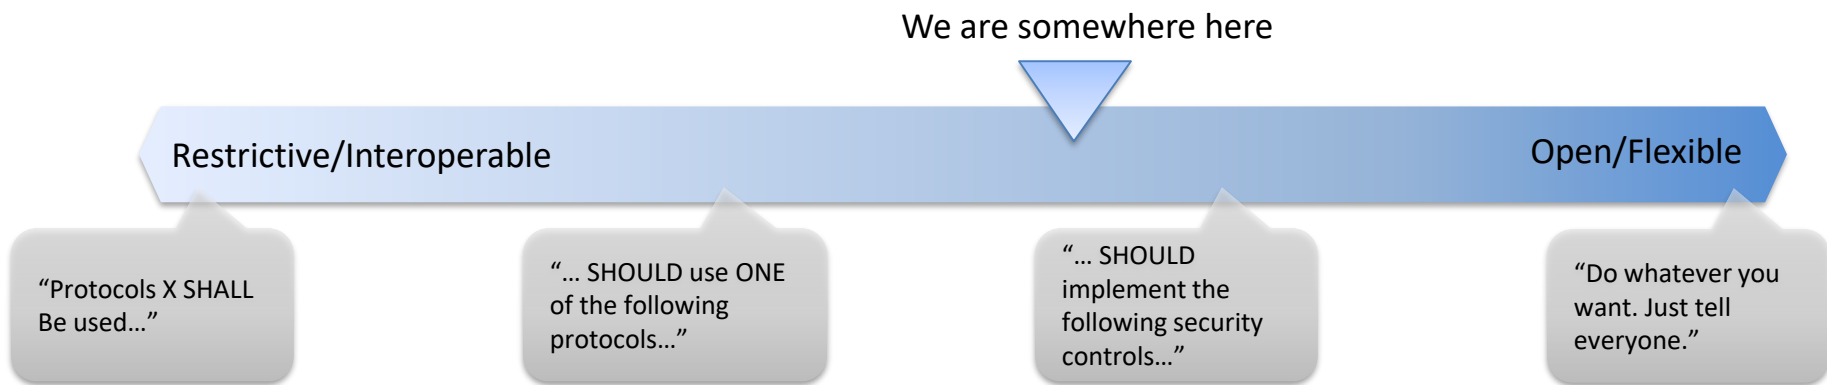 We are somewhere here
Restrictive/Interoperable
Open/Flexible
“Protocols X SHALL
Be used…”
“… SHOULD use ONE
of the following
protocols…”
“… SHOULD
implement the
following security
controls…”
“Do whatever you
want. Just tell
everyone.”